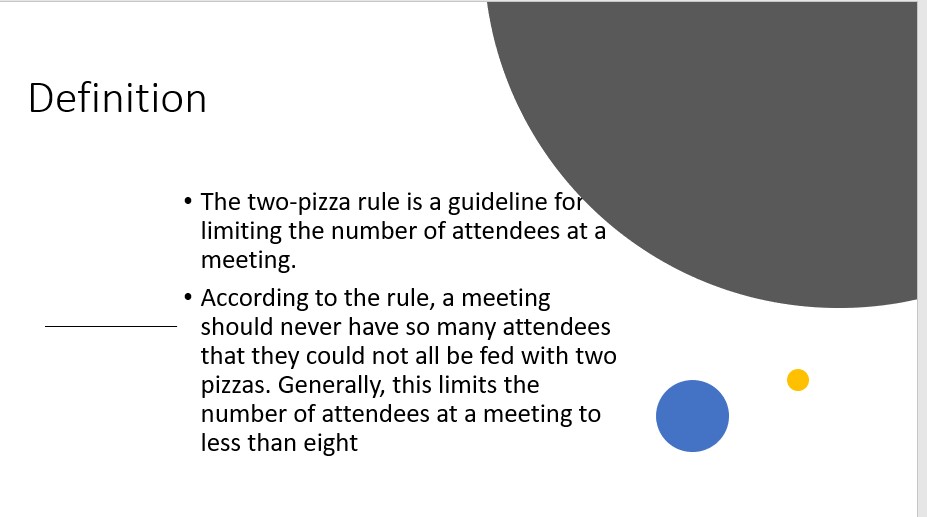 Definition
• The two-pizza rule is a guideline for
limiting the number of attendees at a
meeting.
• According to the rule, a meeting
should never have so many attendees
that they could not all be fed with two
pizzas. Generally, this limits the
number of attendees at a meeting to
less than eight